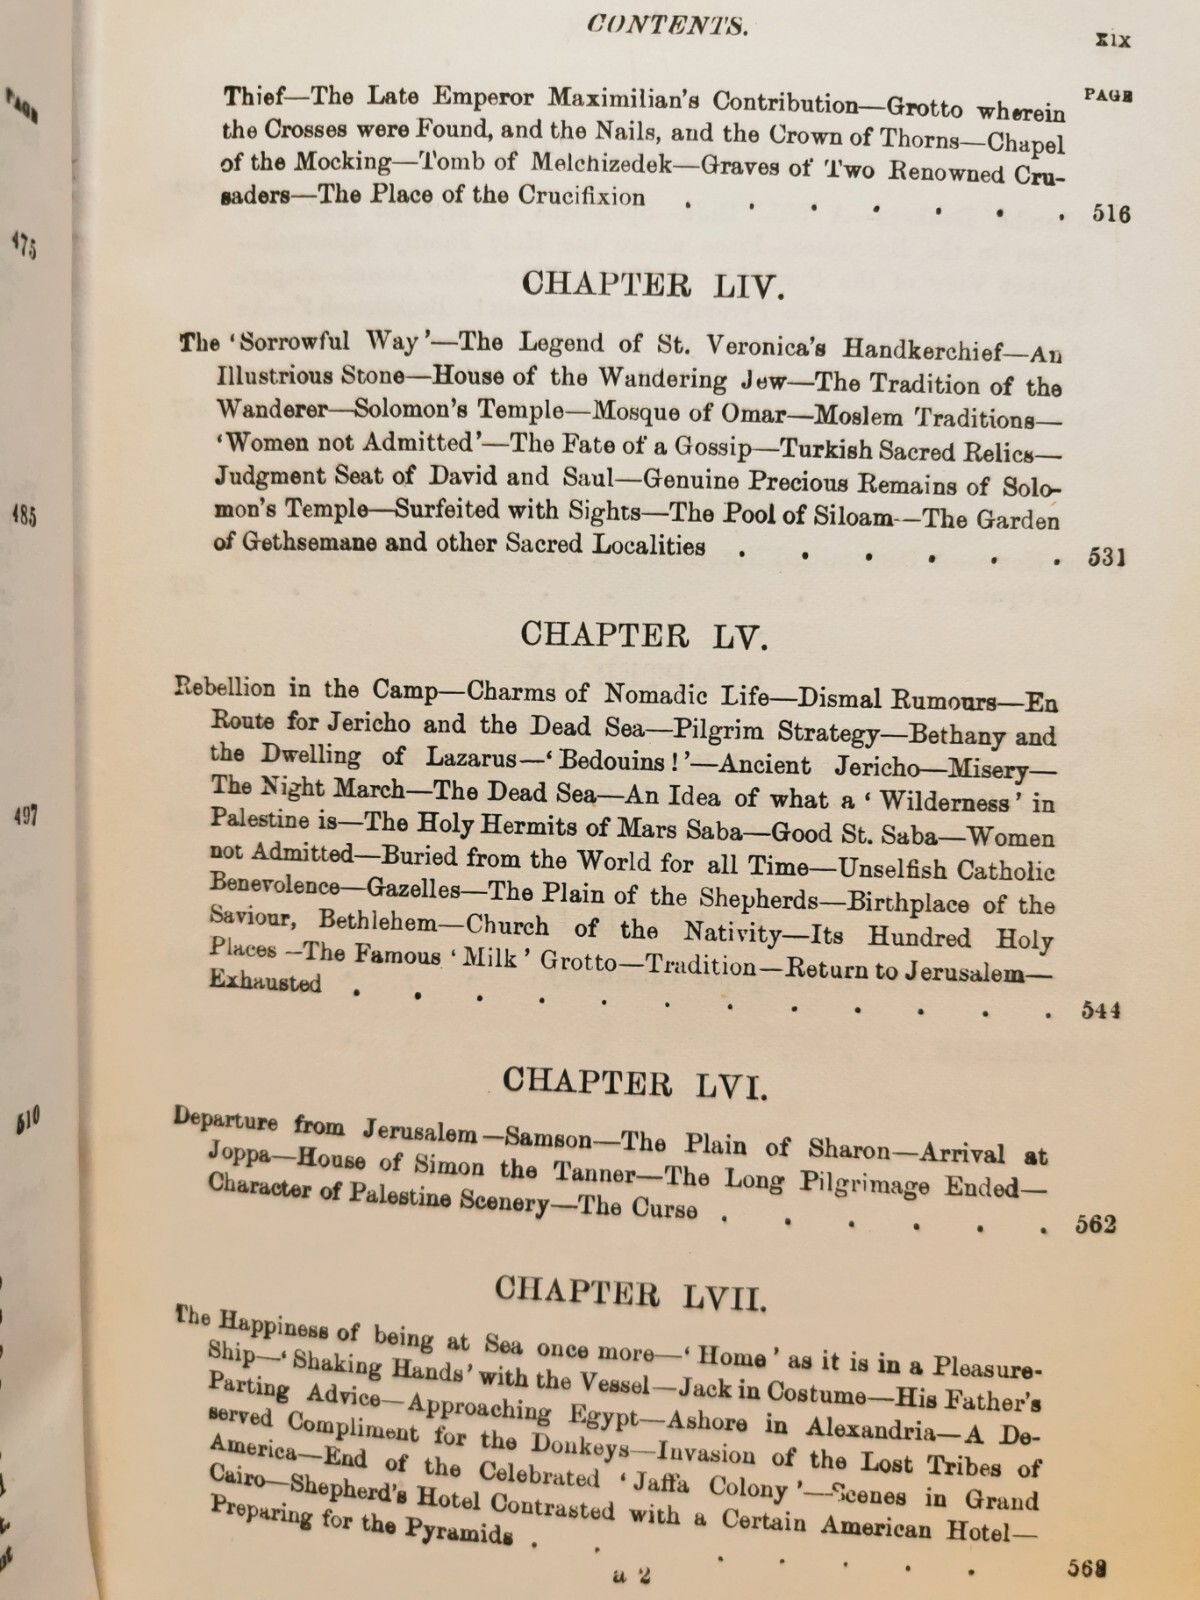 CONTENTS.
xix
PAGE
Thief—The Late Emperor Maximilian's Contribution—Grotto wherein
the Crosses were Found, and the Nails, and the Crown of Thorns—Chapel
of the Mocking—Tomb of Melchizedek—Graves of Two Renowned Cru-
saders—The Place of the Crucifixion . . . . . . . 516
CHAPTER LIV.
The ‘Sorrowful Way’—The Legend of St. Veronica's Handkerchief—An
Illustrious Stone—House of the Wandering Jew—The Tradition of the
Wanderer—Solomon's Temple—Mosque of Omar—Moslem Traditions—
‘Women not Admitted’—The Fate of a Gossip—Turkish Sacred Relics—
Judgment Seat of David and Saul—Genuine Precious Remains of Solo-
mon's Temple—Surfeited with Sights—The Pool of Siloam—The Garden
of Gethsemane and other Sacred Localities . . . . . . 531
CHAPTER LV.
Rebellion in the Camp—Charms of Nomadic Life—Dismal Rumours—En
Route for Jericho and the Dead Sea—Pilgrim Strategy—Bethany and
the Dwelling of Lazarus—‘Bedouins!’—Ancient Jericho—Misery—
The Night March—The Dead Sea—An Idea of what a ‘Wilderness’ in
Palestine is—The Holy Hermits of Mars Saba—Good St. Saba—Women
not Admitted—Buried from the World for all Time—Unselfish Catholic
Benevolence—Gazelles—The Plain of the Shepherds—Birthplace of the
Saviour, Bethlehem—Church of the Nativity—Its Hundred Holy
Places—The Famous ‘Milk’ Grotto—Tradition—Return to Jerusalem—
Exhausted . . . . . . . . . . . . 544
CHAPTER LVI.
Departure from Jerusalem—Samson—The Plain of Sharon—Arrival at
Joppa—House of Simon the Tanner—The Long Pilgrimage Ended—
Character of Palestine Scenery—The Curse . . . . . . 562
CHAPTER LVII.
The Happiness of being at Sea once more—‘Home’ as it is in a Pleasure-
Ship—‘Shaking Hands’ with the Vessel—Jack in Costume—His Father's
Parting Advice—Approaching Egypt—Ashore in Alexandria—A De-
served Compliment for the Donkeys—Invasion of the Lost Tribes of
America—End of the Celebrated ‘Jaffa Colony’—Scenes in Grand
Cairo—Shepherd's Hotel Contrasted with a Certain American Hotel—
Preparing for the Pyramids . . . . . . . 568
a 2
PAGE
475
485
497
510